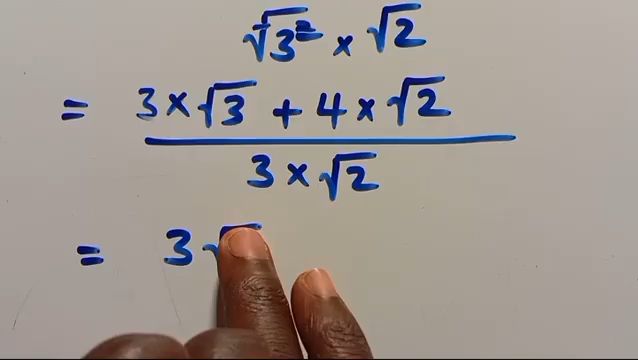 √3² × √2
= 3 × √3 + 4 × √2
3 × √2
= 3√